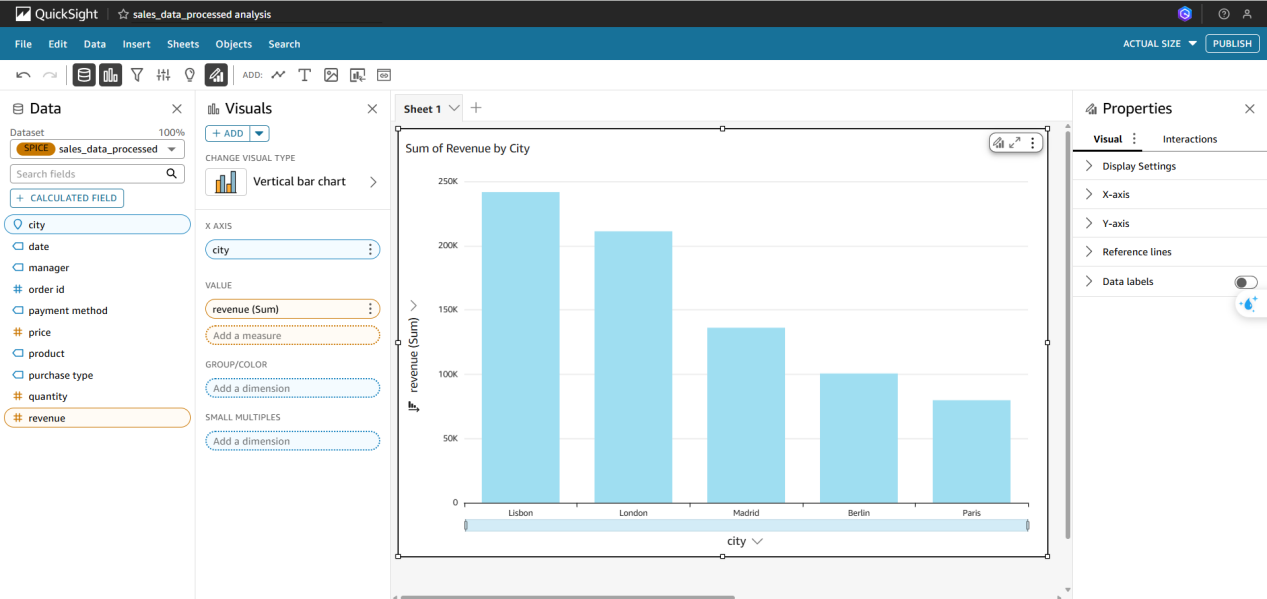 QuickSight
sales_data_processed analysis
File Edit Data Insert Sheets Objects Search
ACTUAL SIZE PUBLISH
ADD:
Data
Dataset 100%
SPICE sales_data_processed
Search fields
+ CALCULATED FIELD
city
date
manager
order id
payment method
price
product
purchase type
quantity
revenue
Visuals
+ ADD
CHANGE VISUAL TYPE
Vertical bar chart
X AXIS
city
VALUE
revenue (Sum)
Add a measure
GROUP/COLOR
Add a dimension
SMALL MULTIPLES
Add a dimension
Sheet 1
Sum of Revenue by City
250K
200K
150K
100K
50K
0
revenue (Sum)
Lisbon London Madrid Berlin Paris
city
Properties
Visual Interactions
Display Settings
X-axis
Y-axis
Reference lines
Data labels